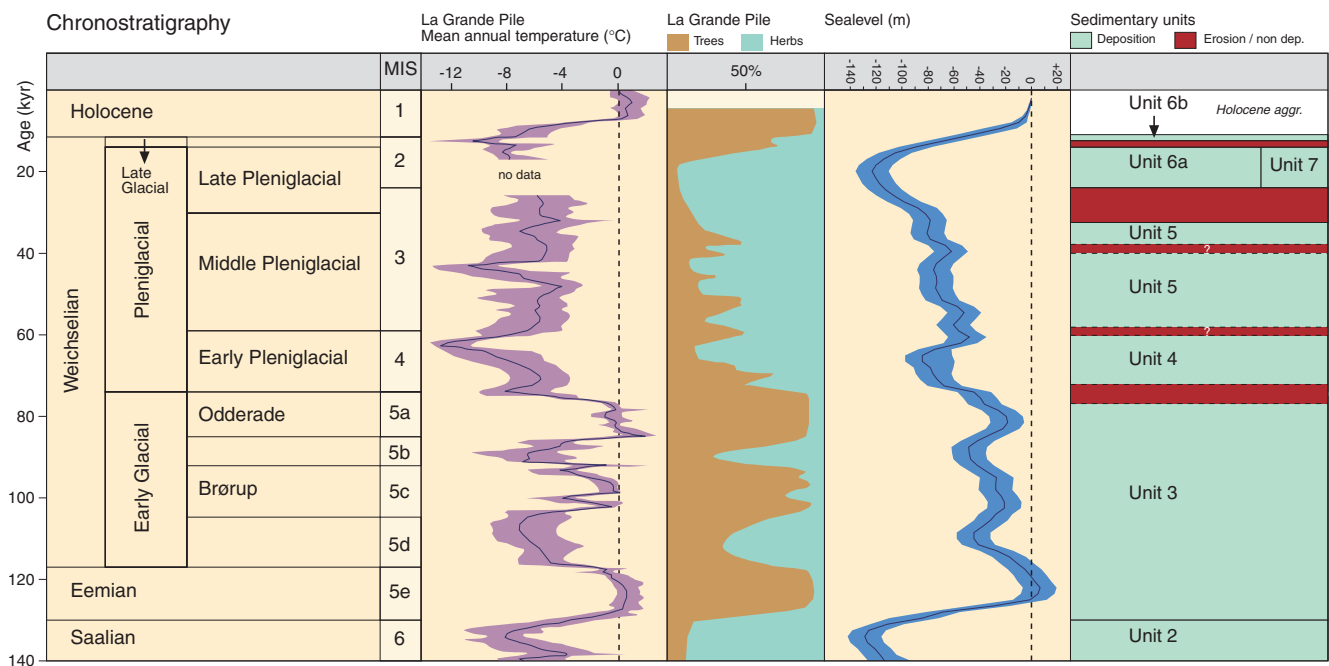 Chronostratigraphy
La Grande Pile
Mean annual temperature (°C)
La Grande Pile
Trees
Herbs
Sealevel (m)
Sedimentary units
Deposition
Erosion / non dep.
Age (kyr)
MIS
-12 -8 -4 0
50%
-140 -120 -100 -80 -60 -40 -20 0 +20
20
40
60
80
100
120
140
Holocene
1
Weichselian
Late
Glacial
Pleniglacial
Late Pleniglacial
2
Middle Pleniglacial
3
Early Pleniglacial
4
Early Glacial
Odderade
5a
5b
Brørup
5c
5d
Eemian
5e
Saalian
6
no data
Unit 6b
Holocene aggr.
Unit 6a
Unit 7
Unit 5
?
Unit 5
?
Unit 4
Unit 3
Unit 2